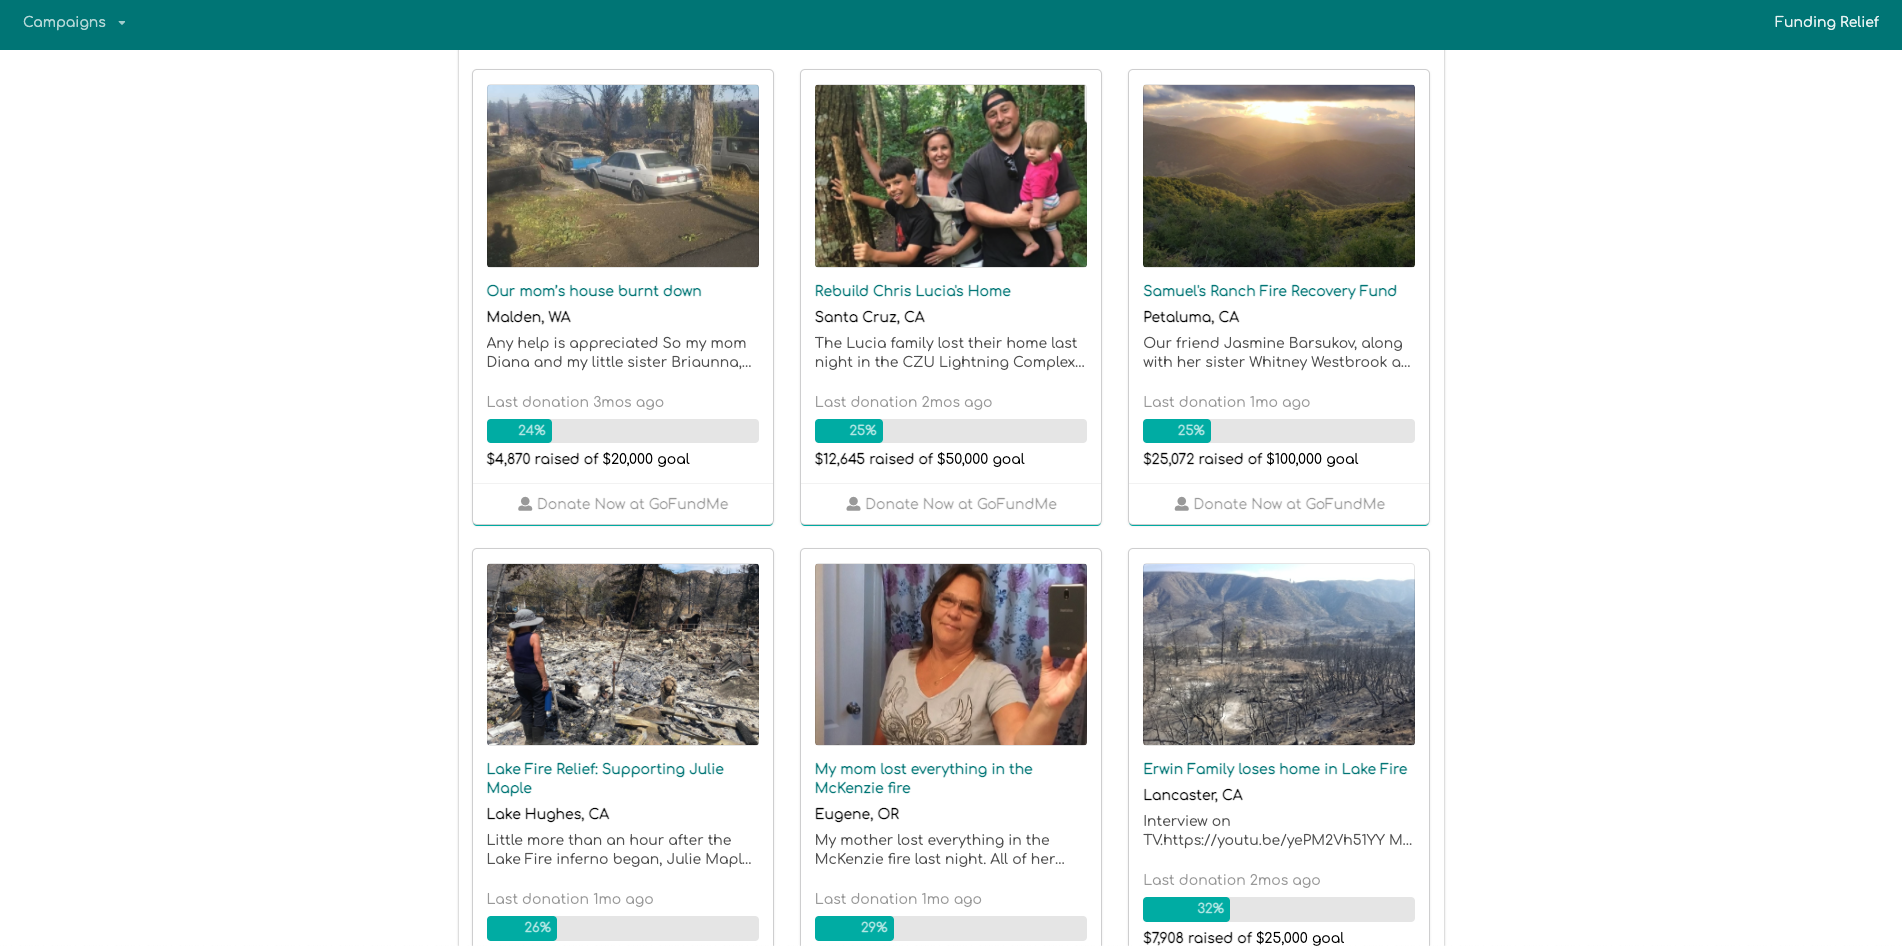 Campaigns
Funding Relief
Our mom's house burnt down
Malden, WA
Any help is appreciated So my mom
Diana and my little sister Briaunna,...
Last donation 3mos ago
24%
$4,870 raised of $20,000 goal
Donate Now at GoFundMe
Rebuild Chris Lucia's Home
Santa Cruz, CA
The Lucia family lost their home last
night in the CZU Lightning Complex...
Last donation 2mos ago
25%
$12,645 raised of $50,000 goal
Donate Now at GoFundMe
Samuel's Ranch Fire Recovery Fund
Petaluma, CA
Our friend Jasmine Barsukov, along
with her sister Whitney Westbrook a...
Last donation 1mo ago
25%
$25,072 raised of $100,000 goal
Donate Now at GoFundMe
Lake Fire Relief: Supporting Julie
Maple
Lake Hughes, CA
Little more than an hour after the
Lake Fire inferno began, Julie Mapl...
Last donation 1mo ago
26%
My mom lost everything in the
McKenzie fire
Eugene, OR
My mother lost everything in the
McKenzie fire last night. All of her...
Last donation 1mo ago
29%
Erwin Family loses home in Lake Fire
Lancaster, CA
Interview on
TV.https://youtu.be/yePM2Vh51YY M...
Last donation 2mos ago
32%
$7,908 raised of $25,000 goal